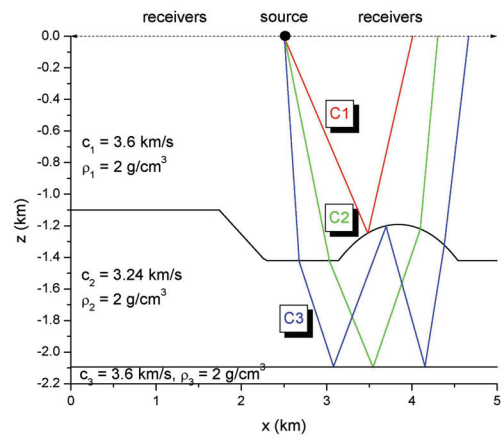 receivers source receivers
0.0
-0.2
-0.4
-0.6
-0.8
-1.0
-1.2
-1.4
-1.6
-1.8
-2.0
-2.2
z (km)
C1
c₁ = 3.6 km/s
ρ₁ = 2 g/cm³
C2
c₂ = 3.24 km/s
ρ₂ = 2 g/cm³
C3
c₃ = 3.6 km/s, ρ₃ = 2 g/cm³
0 1 2 3 4 5
x (km)